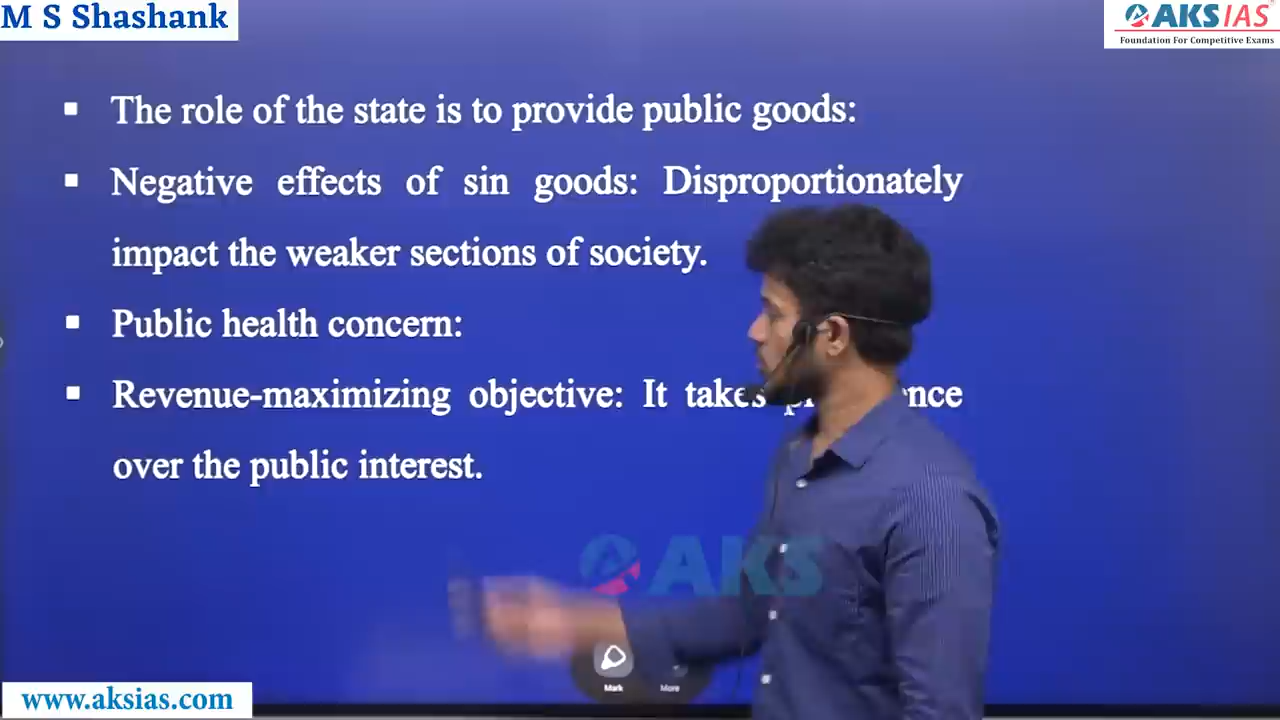 M S Shashank
AKS IAS
Foundation For Competitive Exams
▪ The role of the state is to provide public goods:
▪ Negative effects of sin goods: Disproportionately
impact the weaker sections of society.
▪ Public health concern:
▪ Revenue-maximizing objective: It takes
over the public interest.
AKS
Mark
More
www.aksias.com